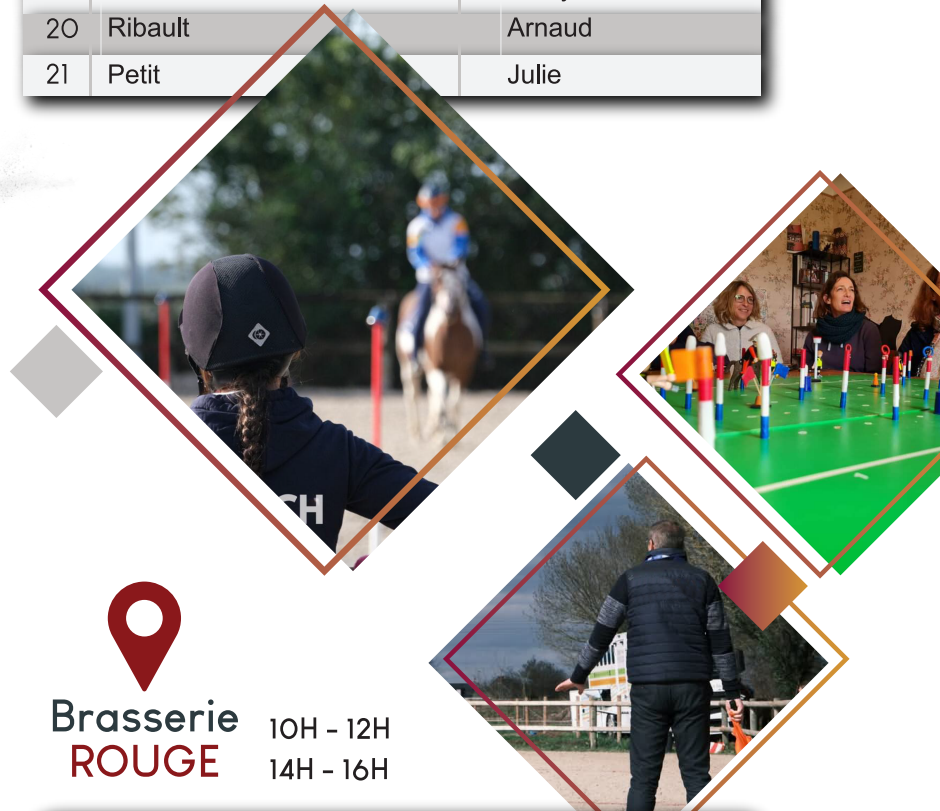 20 Ribault Arnaud
21 Petit Julie
CH
Brasserie
ROUGE
10H - 12H
14H - 16H